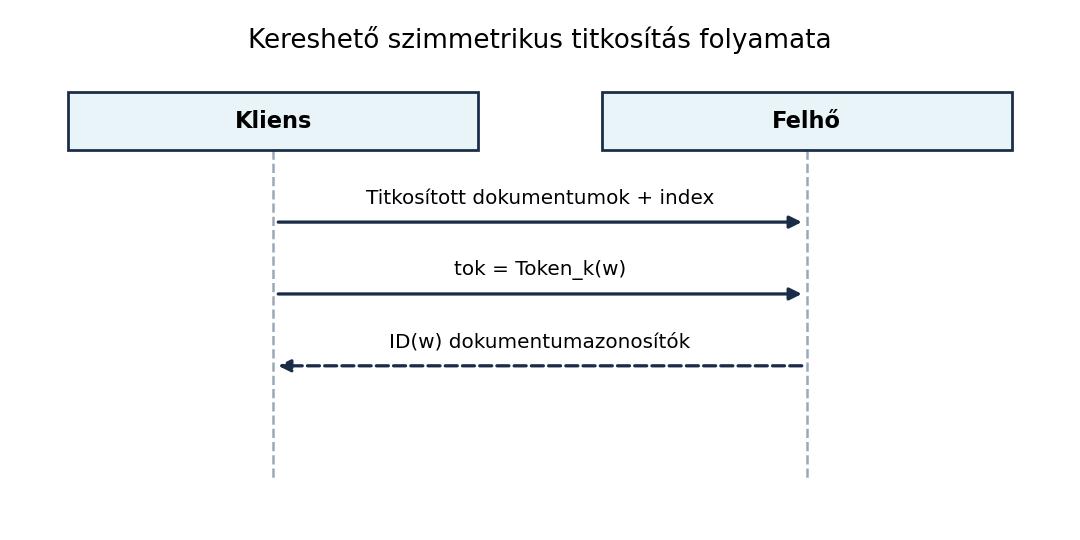 Kereshető szimmetrikus titkosítás folyamata
Kliens
Felhő
Titkosított dokumentumok + index
tok = Token_k(w)
ID(w) dokumentumazonosítók